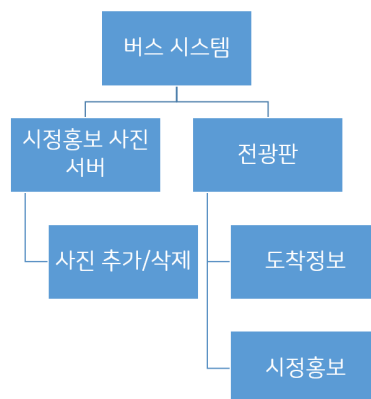 버스 시스템
시정홍보 사진
서버
전광판
사진 추가/삭제
도착정보
시정홍보